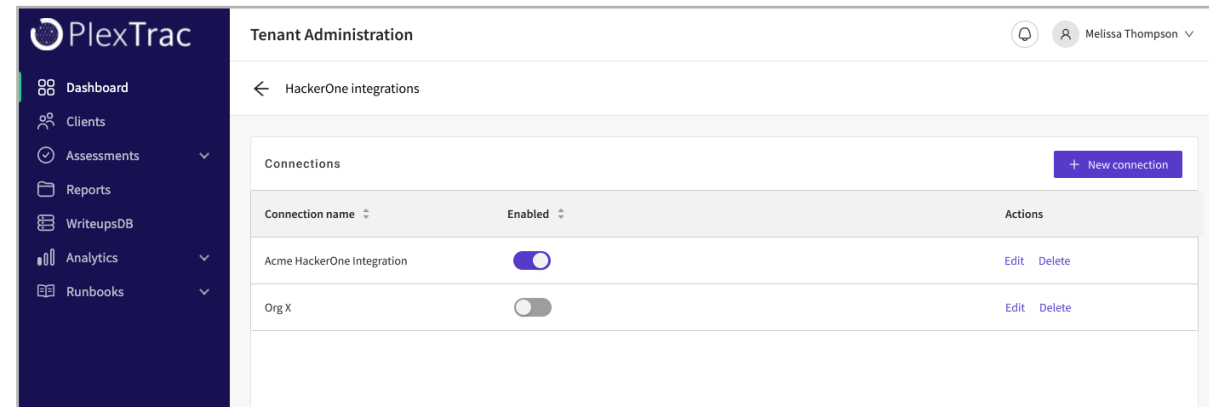 PlexTrac
Tenant Administration
Melissa Thompson
Dashboard
HackerOne integrations
Clients
Assessments
Connections
+ New connection
Reports
Connection name
Enabled
Actions
WriteupsDB
Analytics
Acme HackerOne Integration
Edit Delete
Runbooks
Org X
Edit Delete